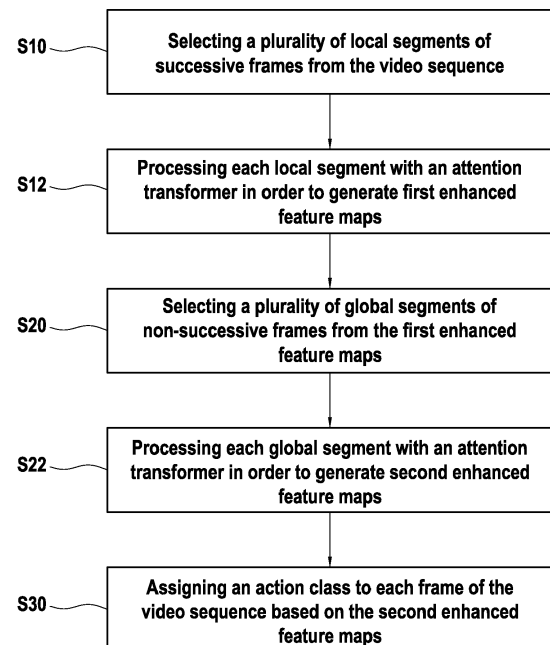 S10
Selecting a plurality of local segments of
successive frames from the video sequence
S12
Processing each local segment with an attention
transformer in order to generate first enhanced
feature maps
S20
Selecting a plurality of global segments of
non-successive frames from the first enhanced
feature maps
S22
Processing each global segment with an attention
transformer in order to generate second enhanced
feature maps
S30
Assigning an action class to each frame of the
video sequence based on the second enhanced
feature maps